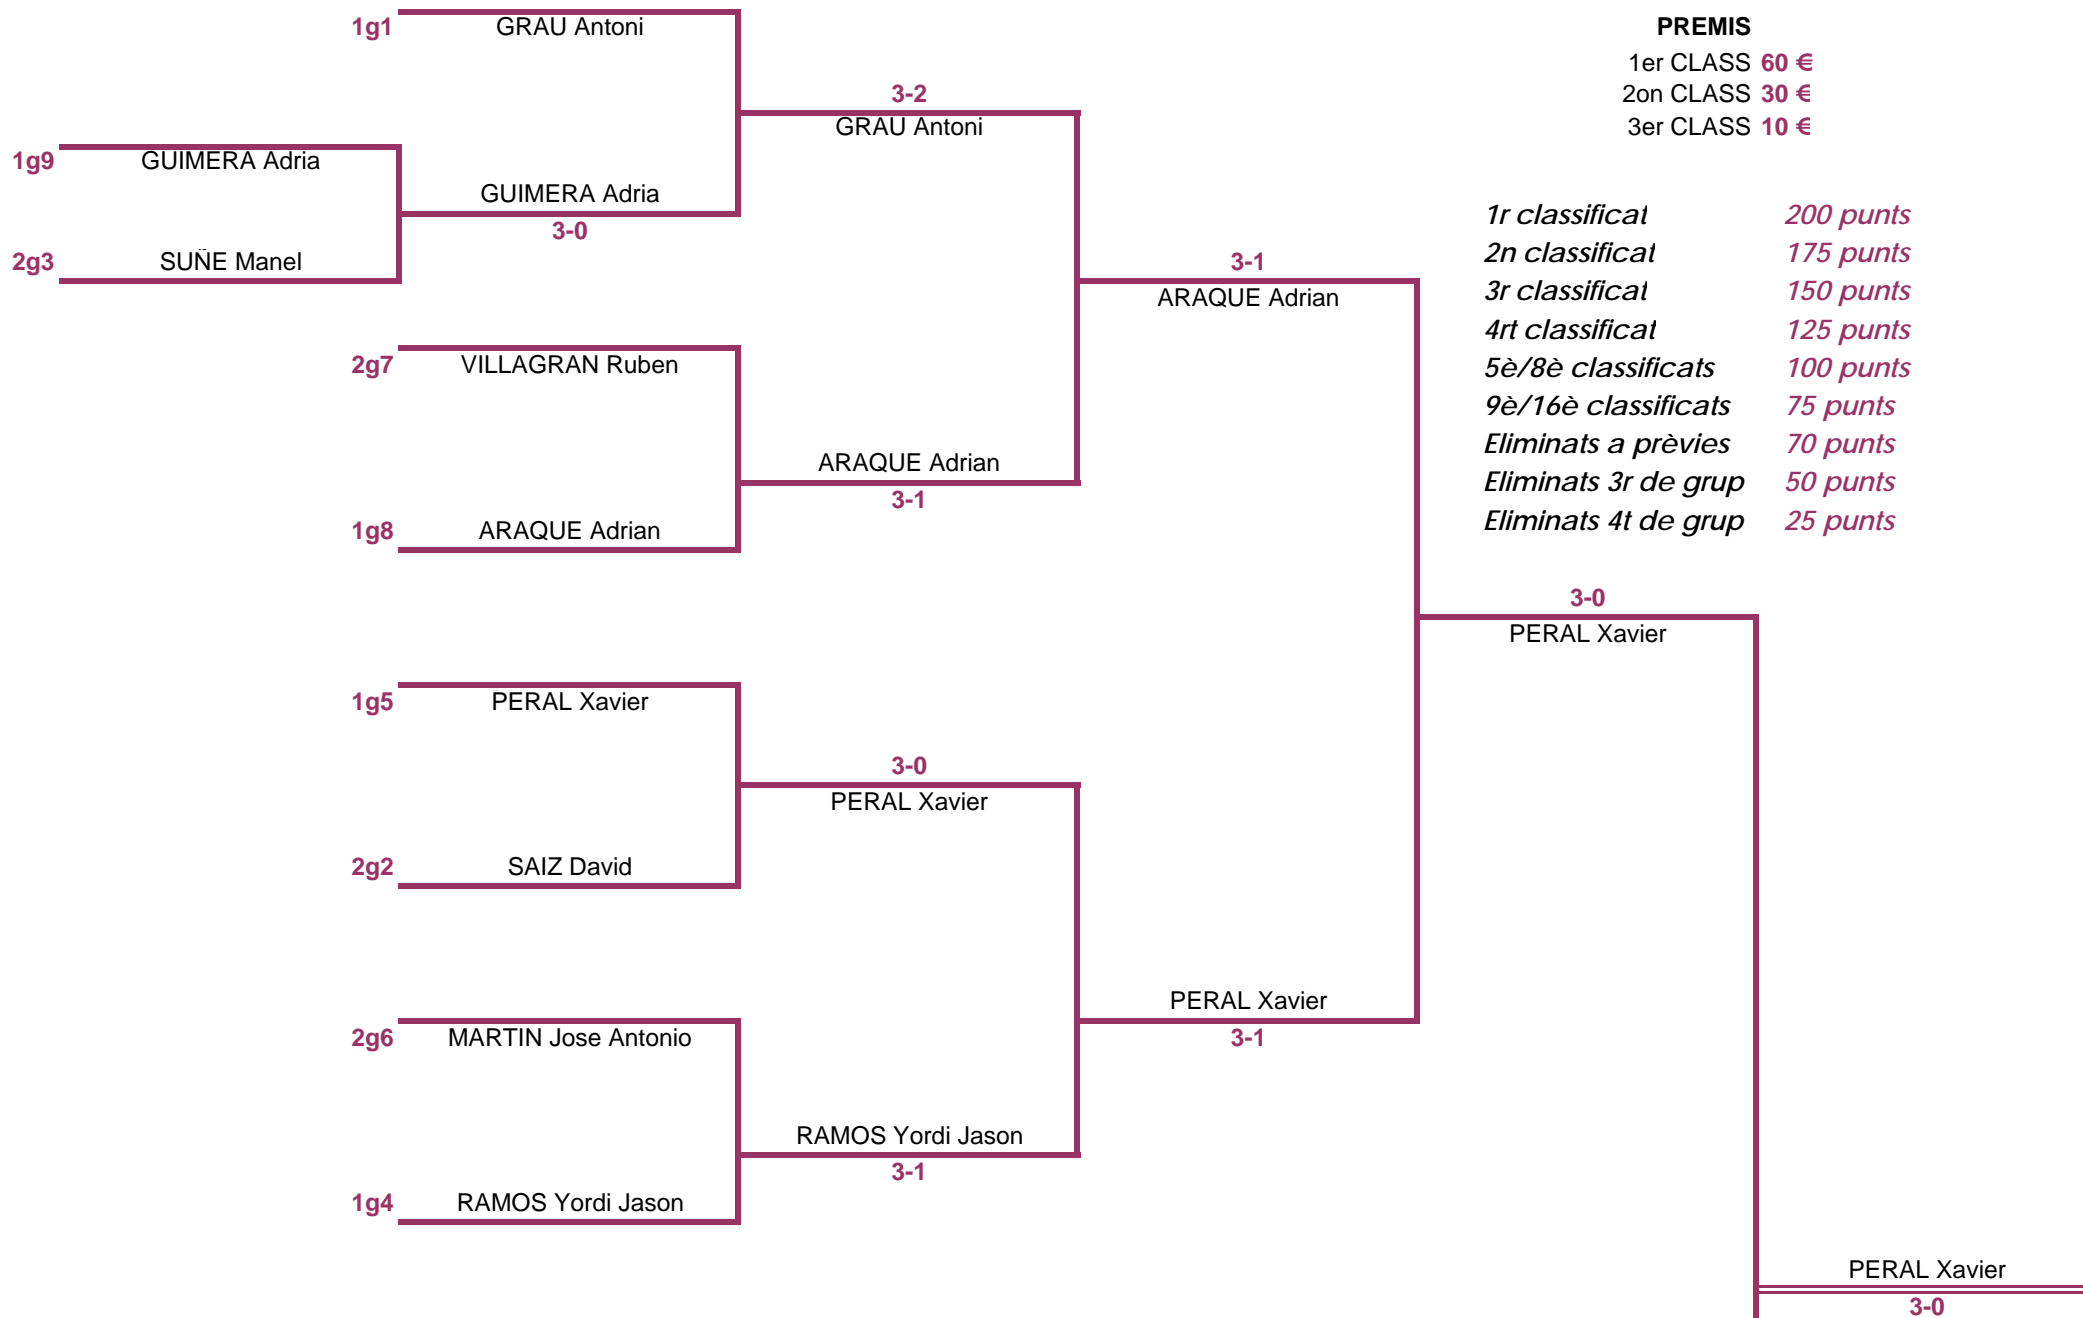 1g1 GRAU Antoni
PREMIS
1er CLASS 60 €
2on CLASS 30 €
3er CLASS 10 €
3-2
GRAU Antoni
1g9 GUIMERA Adria
GUIMERA Adria
3-0
2g3 SUÑE Manel
1r classificat 200 punts
2n classificat 175 punts
3r classificat 150 punts
4rt classificat 125 punts
5è/8è classificats 100 punts
9è/16è classificats 75 punts
Eliminats a prèvies 70 punts
Eliminats 3r de grup 50 punts
Eliminats 4t de grup 25 punts
3-1
ARAQUE Adrian
2g7 VILLAGRAN Ruben
ARAQUE Adrian
3-1
1g8 ARAQUE Adrian
3-0
PERAL Xavier
1g5 PERAL Xavier
3-0
PERAL Xavier
2g2 SAIZ David
PERAL Xavier
3-1
2g6 MARTIN Jose Antonio
RAMOS Yordi Jason
3-1
1g4 RAMOS Yordi Jason
PERAL Xavier
3-0